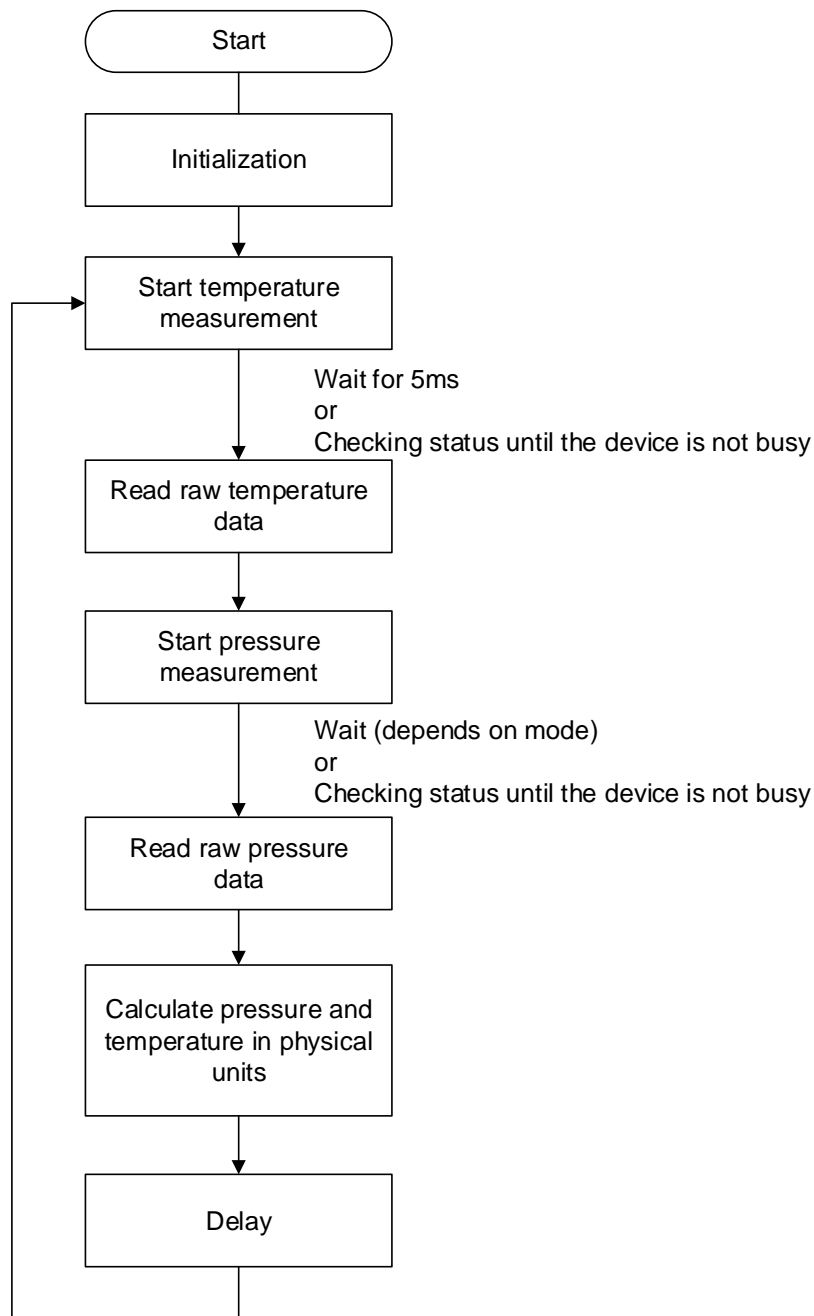 Start
Initialization
Start temperature
measurement
Wait for 5ms
or
Checking status until the device is not busy
Read raw temperature
data
Start pressure
measurement
Wait (depends on mode)
or
Checking status until the device is not busy
Read raw pressure
data
Calculate pressure and
temperature in physical
units
Delay